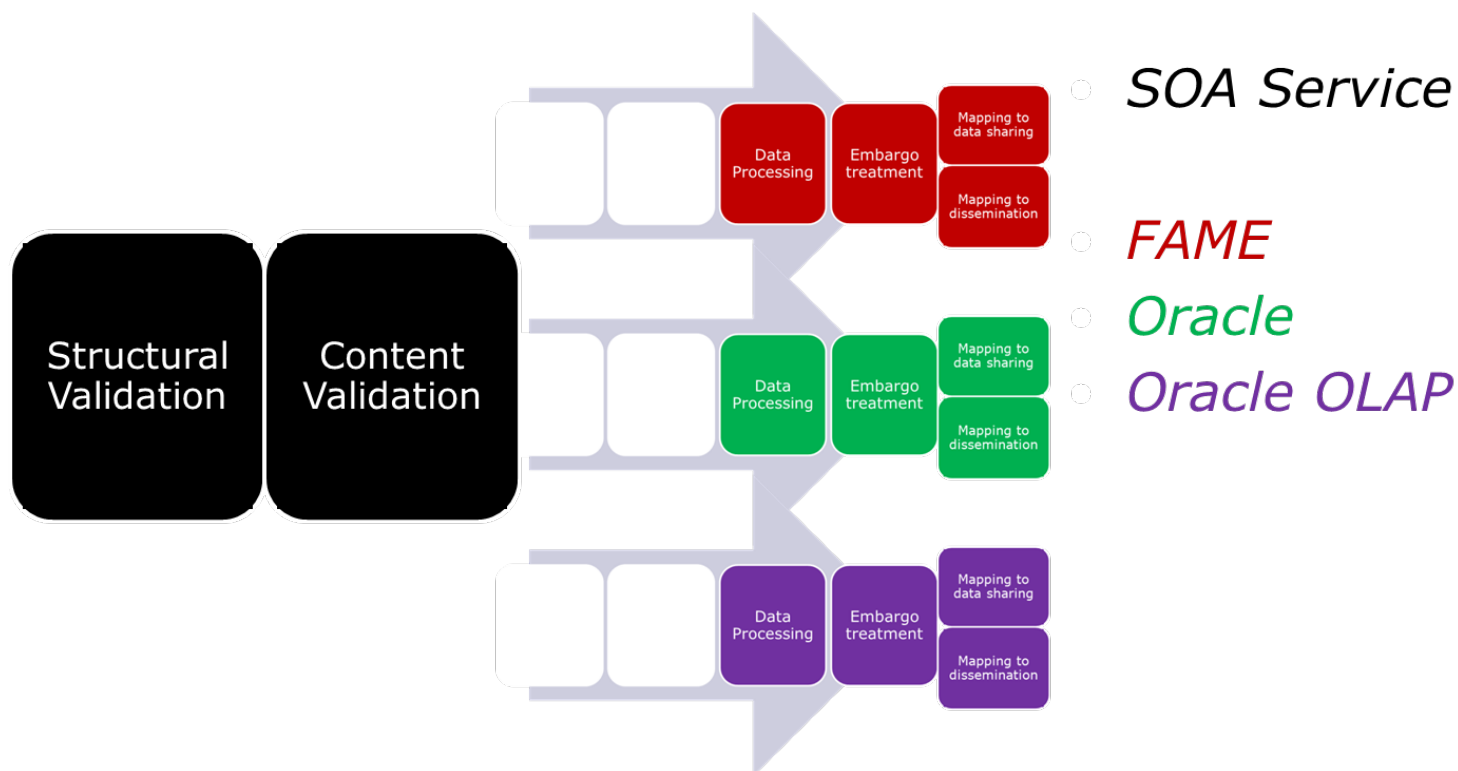 Structural
Validation
Content
Validation
Data
Processing
Embargo
treatment
Mapping to
data sharing
Mapping to
dissemination
Data
Processing
Embargo
treatment
Mapping to
data sharing
Mapping to
dissemination
Data
Processing
Embargo
treatment
Mapping to
data sharing
Mapping to
dissemination
SOA Service
FAME
Oracle
Oracle OLAP